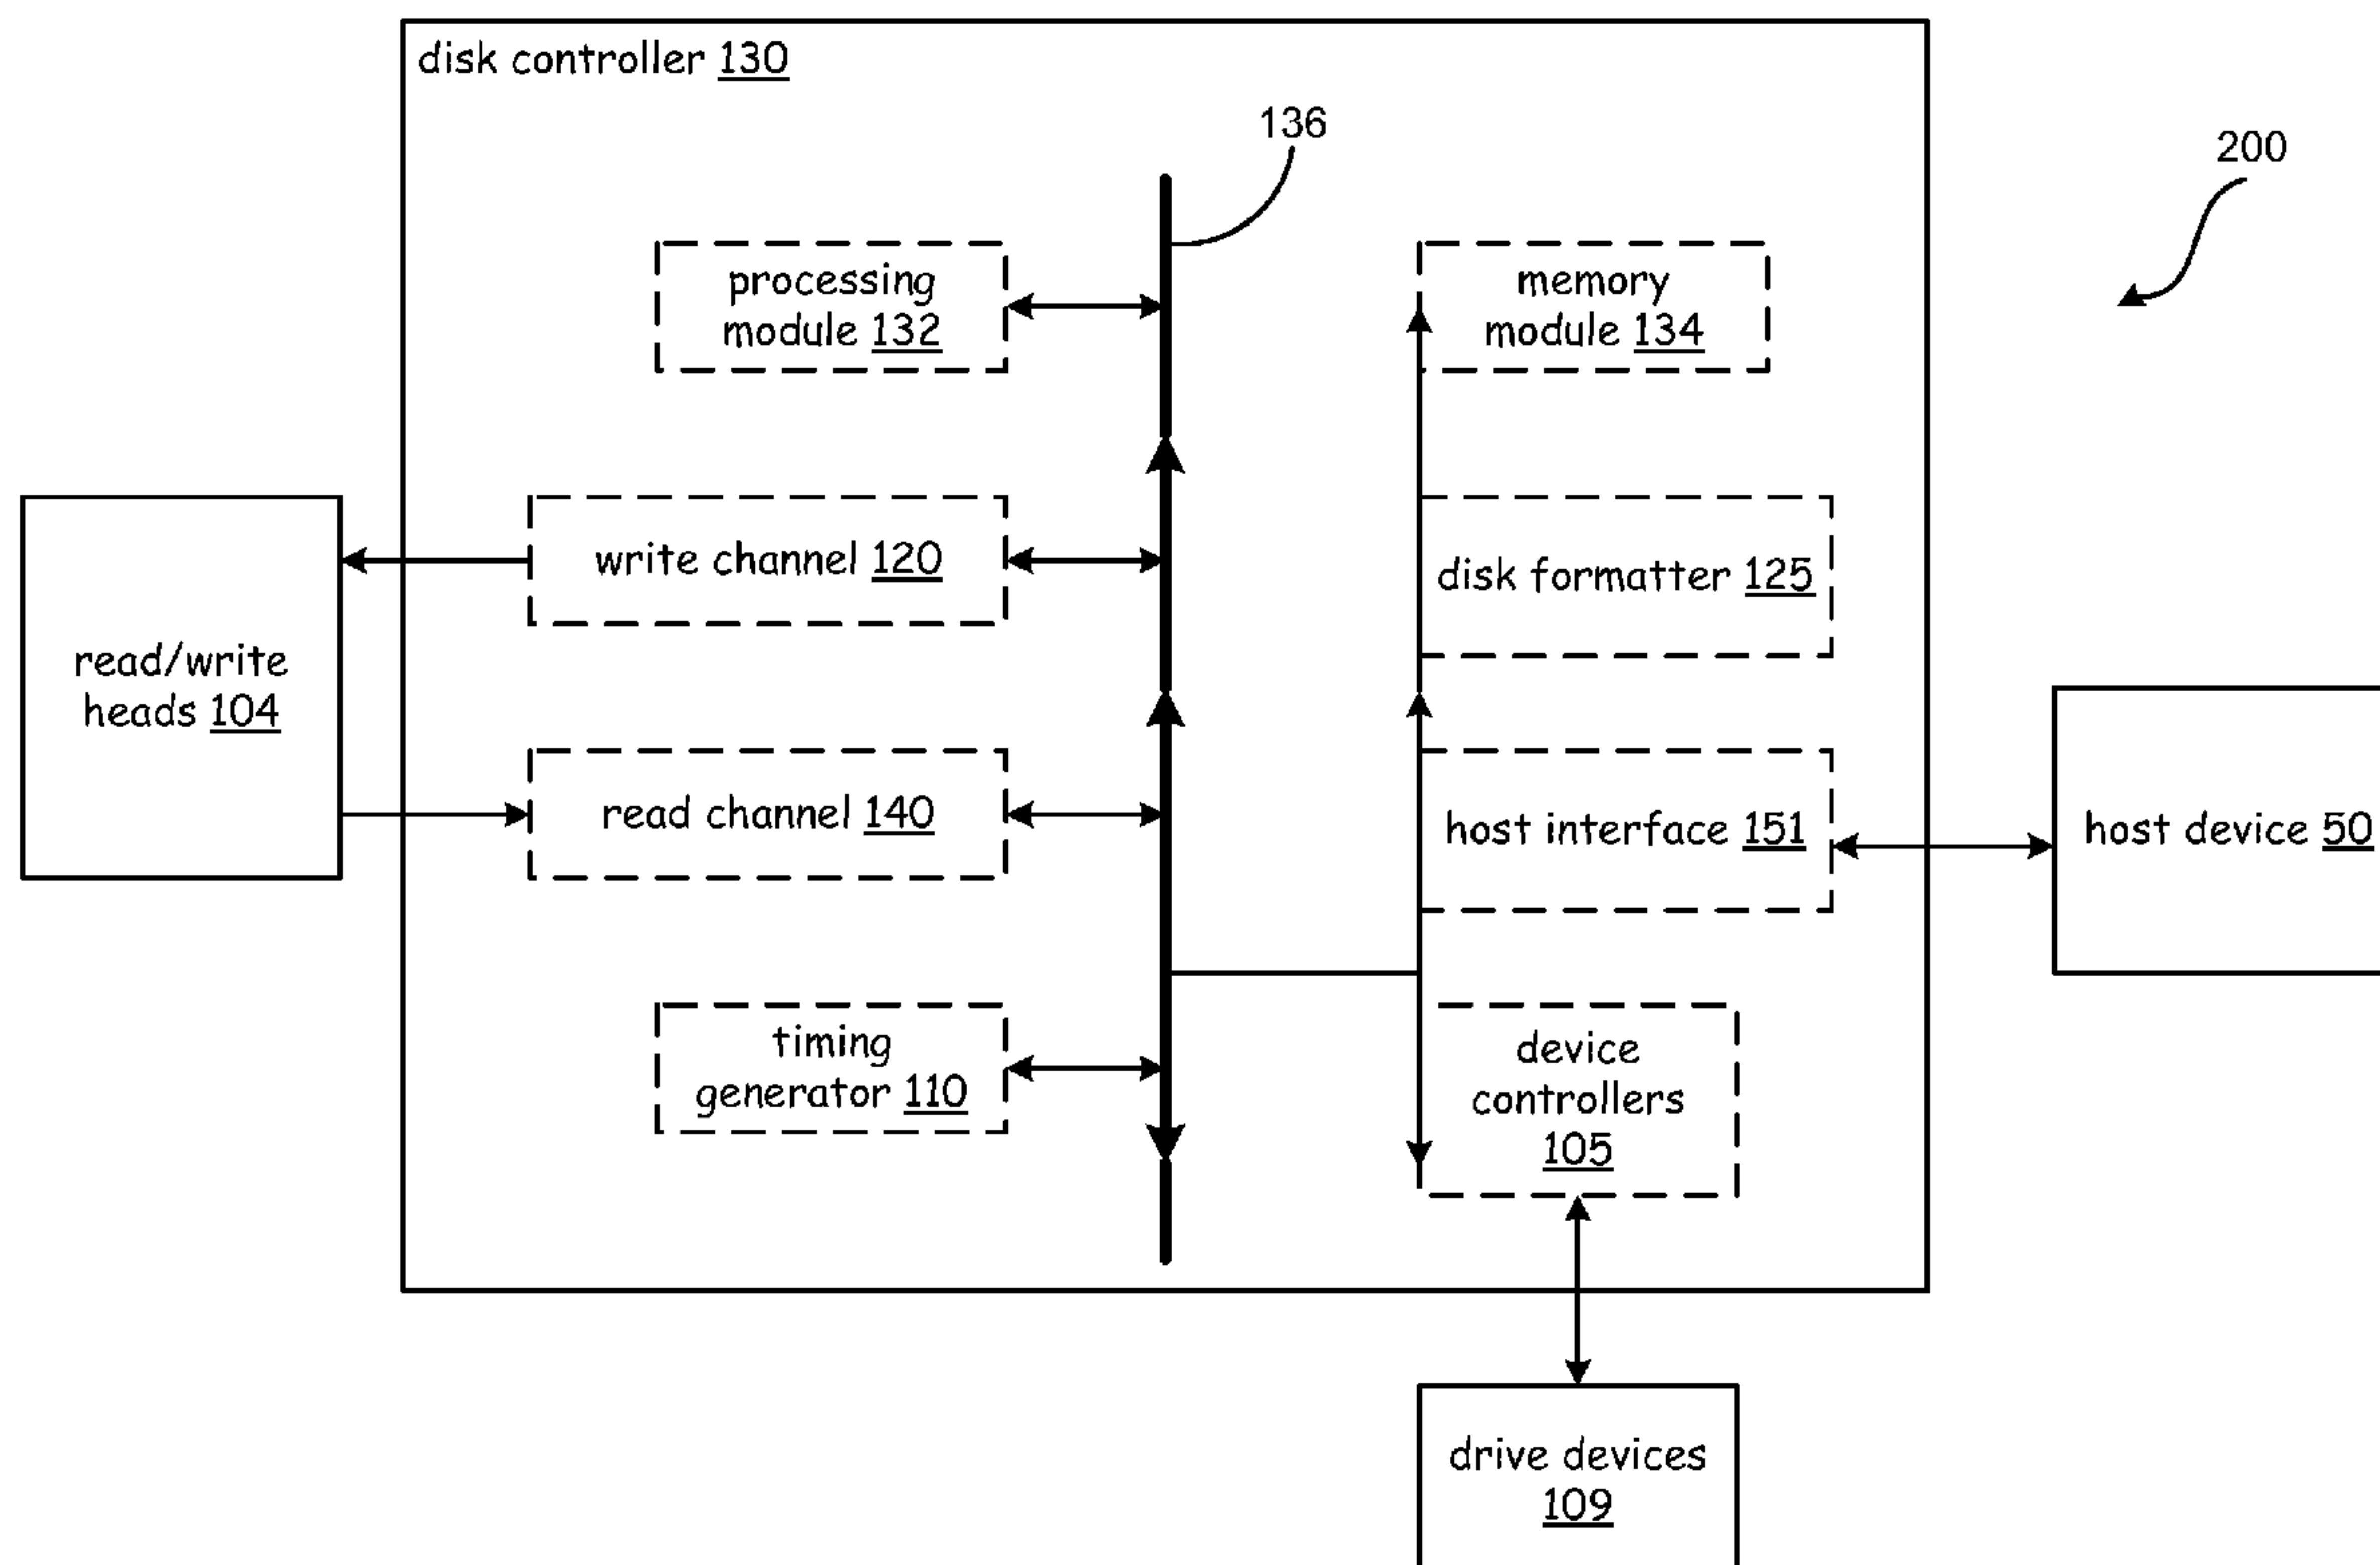 disk controller 130
136
200
processing
module 132
memory
module 134
write channel 120
disk formatter 125
read/write
heads 104
read channel 140
host interface 151
host device 50
timing
generator 110
device
controllers
105
drive devices
109